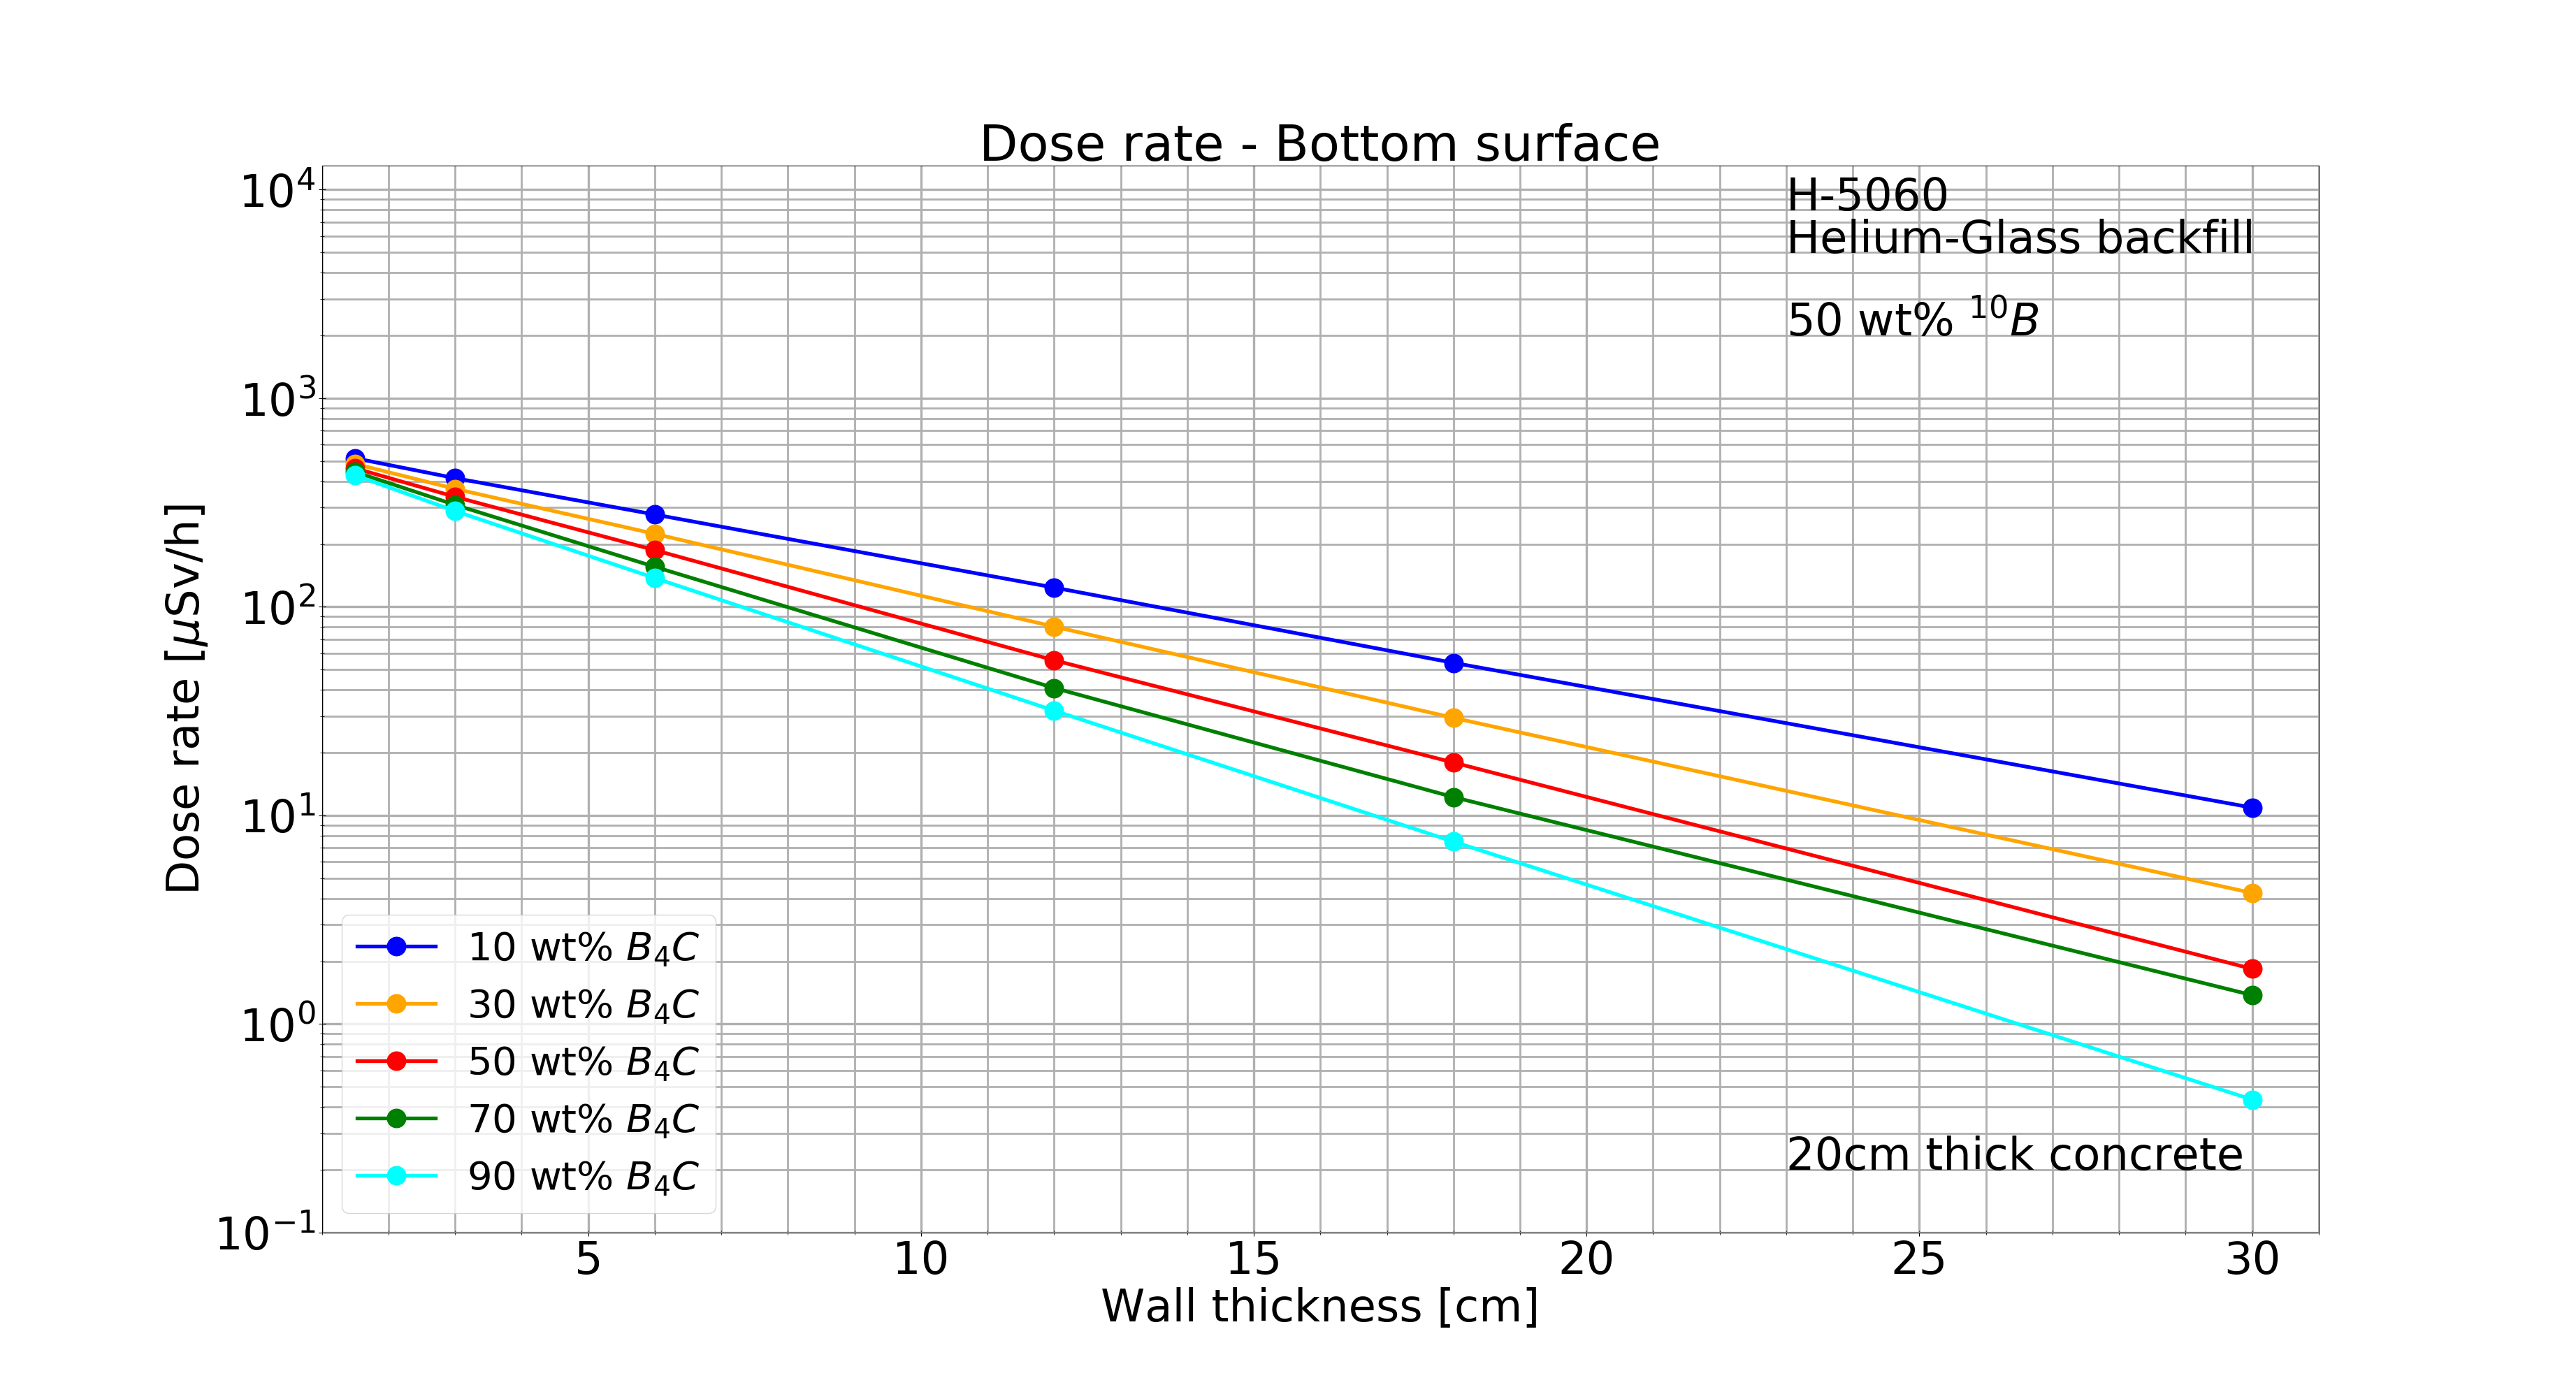 Dose rate - Bottom surface
H-5060
Helium-Glass backfill
50 wt% ¹⁰B
10⁴
10³
10²
10¹
10⁰
10⁻¹
Dose rate [μSv/h]
10 wt% B₄C
30 wt% B₄C
50 wt% B₄C
70 wt% B₄C
90 wt% B₄C
20cm thick concrete
5 10 15 20 25 30
Wall thickness [cm]